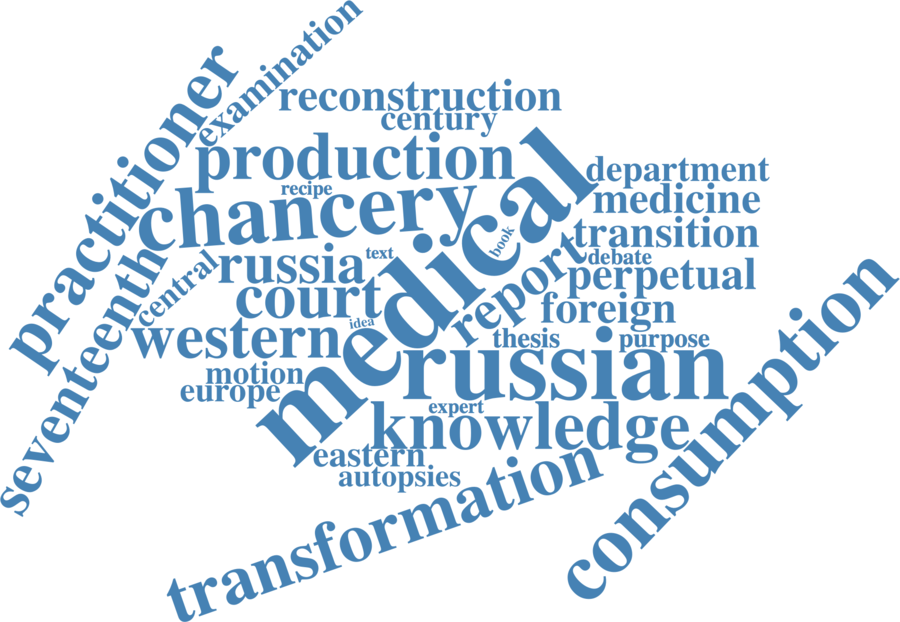 examination
practitioner
reconstruction
century
production
medical
department
recipe
medicine
chancery
book
transition
text
debate
russia
report
perpetual
central
seventeenth
court
foreign
idea
western
thesis
purpose
russian
consumption
motion
europe
expert
knowledge
eastern
autopsies
transformation